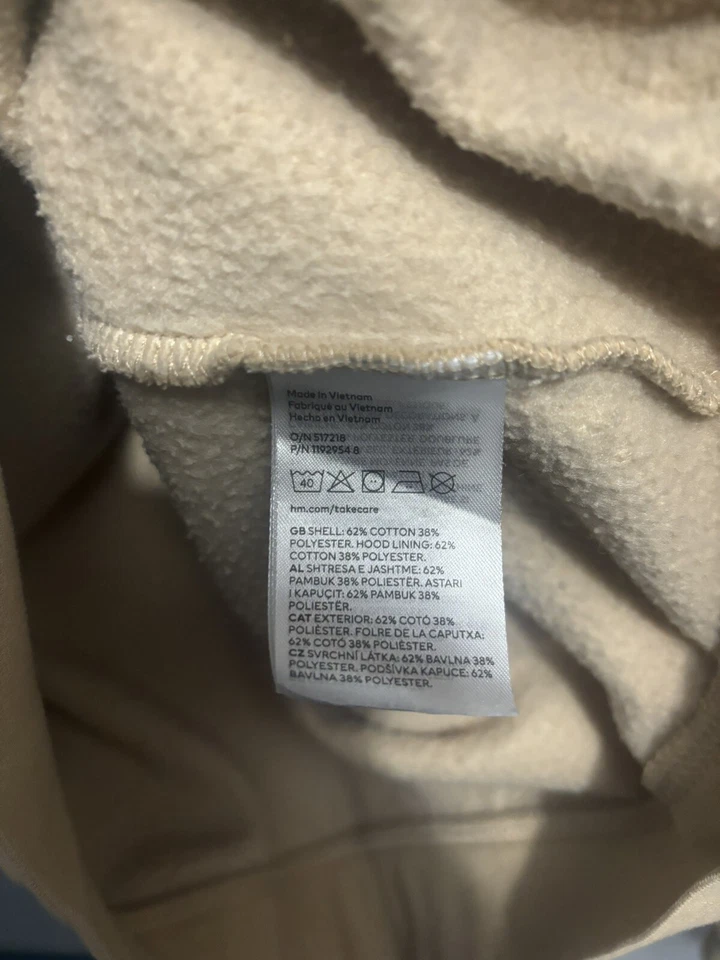 Made in Vietnam
Fabriqué au Vietnam
Hecho en Vietnam
O/N 517218
P/N 1192954 8
40
hm.com/takecare
GB SHELL: 62% COTTON 38%
POLYESTER. HOOD LINING: 62%
COTTON 38% POLYESTER.
AL SHTRESA E JASHTME: 62%
PAMBUK 38% POLIESTËR. ASTARI
I KAPUÇIT: 62% PAMBUK 38%
POLIESTËR.
CAT EXTERIOR: 62% COTÓ 38%
POLIÈSTER. FOLRE DE LA CAPUTXA:
62% COTÓ 38% POLIÈSTER.
CZ SVRCHNÍ LÁTKA: 62% BAVLNA 38%
POLYESTER. PODŠÍVKA KAPUCE: 62%
BAVLNA 38% POLYESTER.